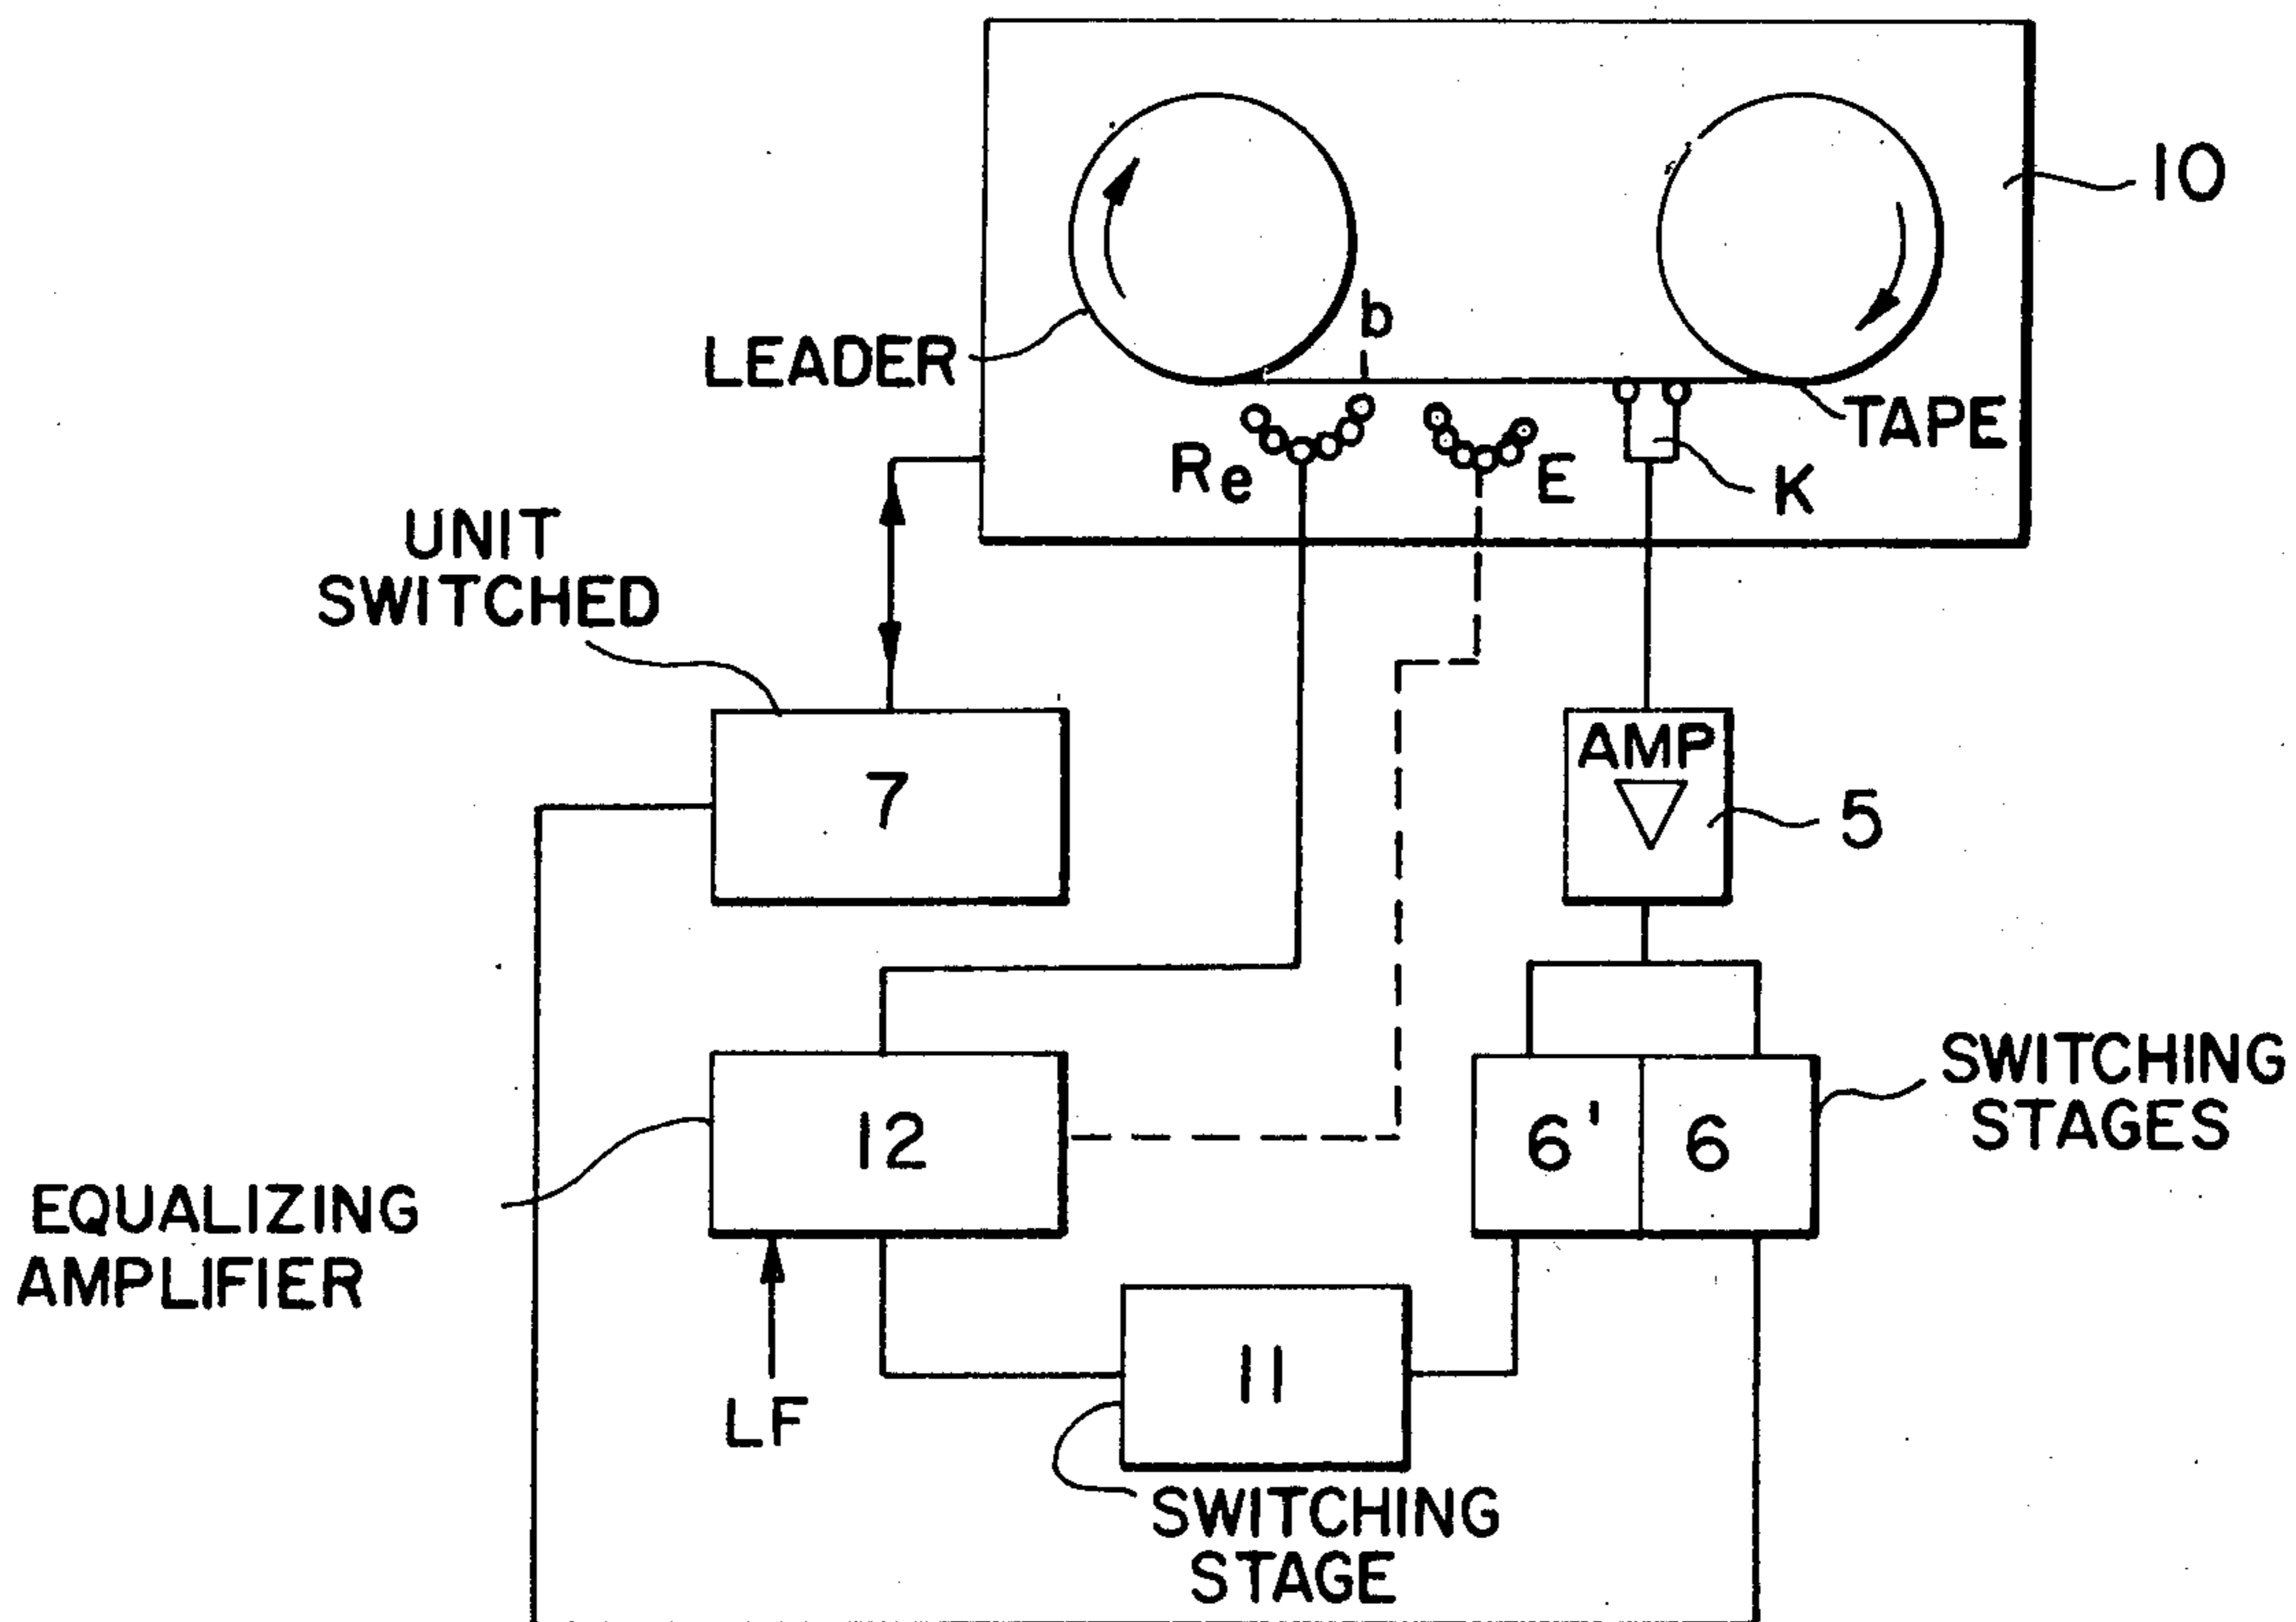 10
b
LEADER
TAPE
Re
E
K
UNIT
SWITCHED
AMP
7
5
SWITCHING
STAGES
12
6'
6
EQUALIZING
AMPLIFIER
11
LF
SWITCHING
STAGE